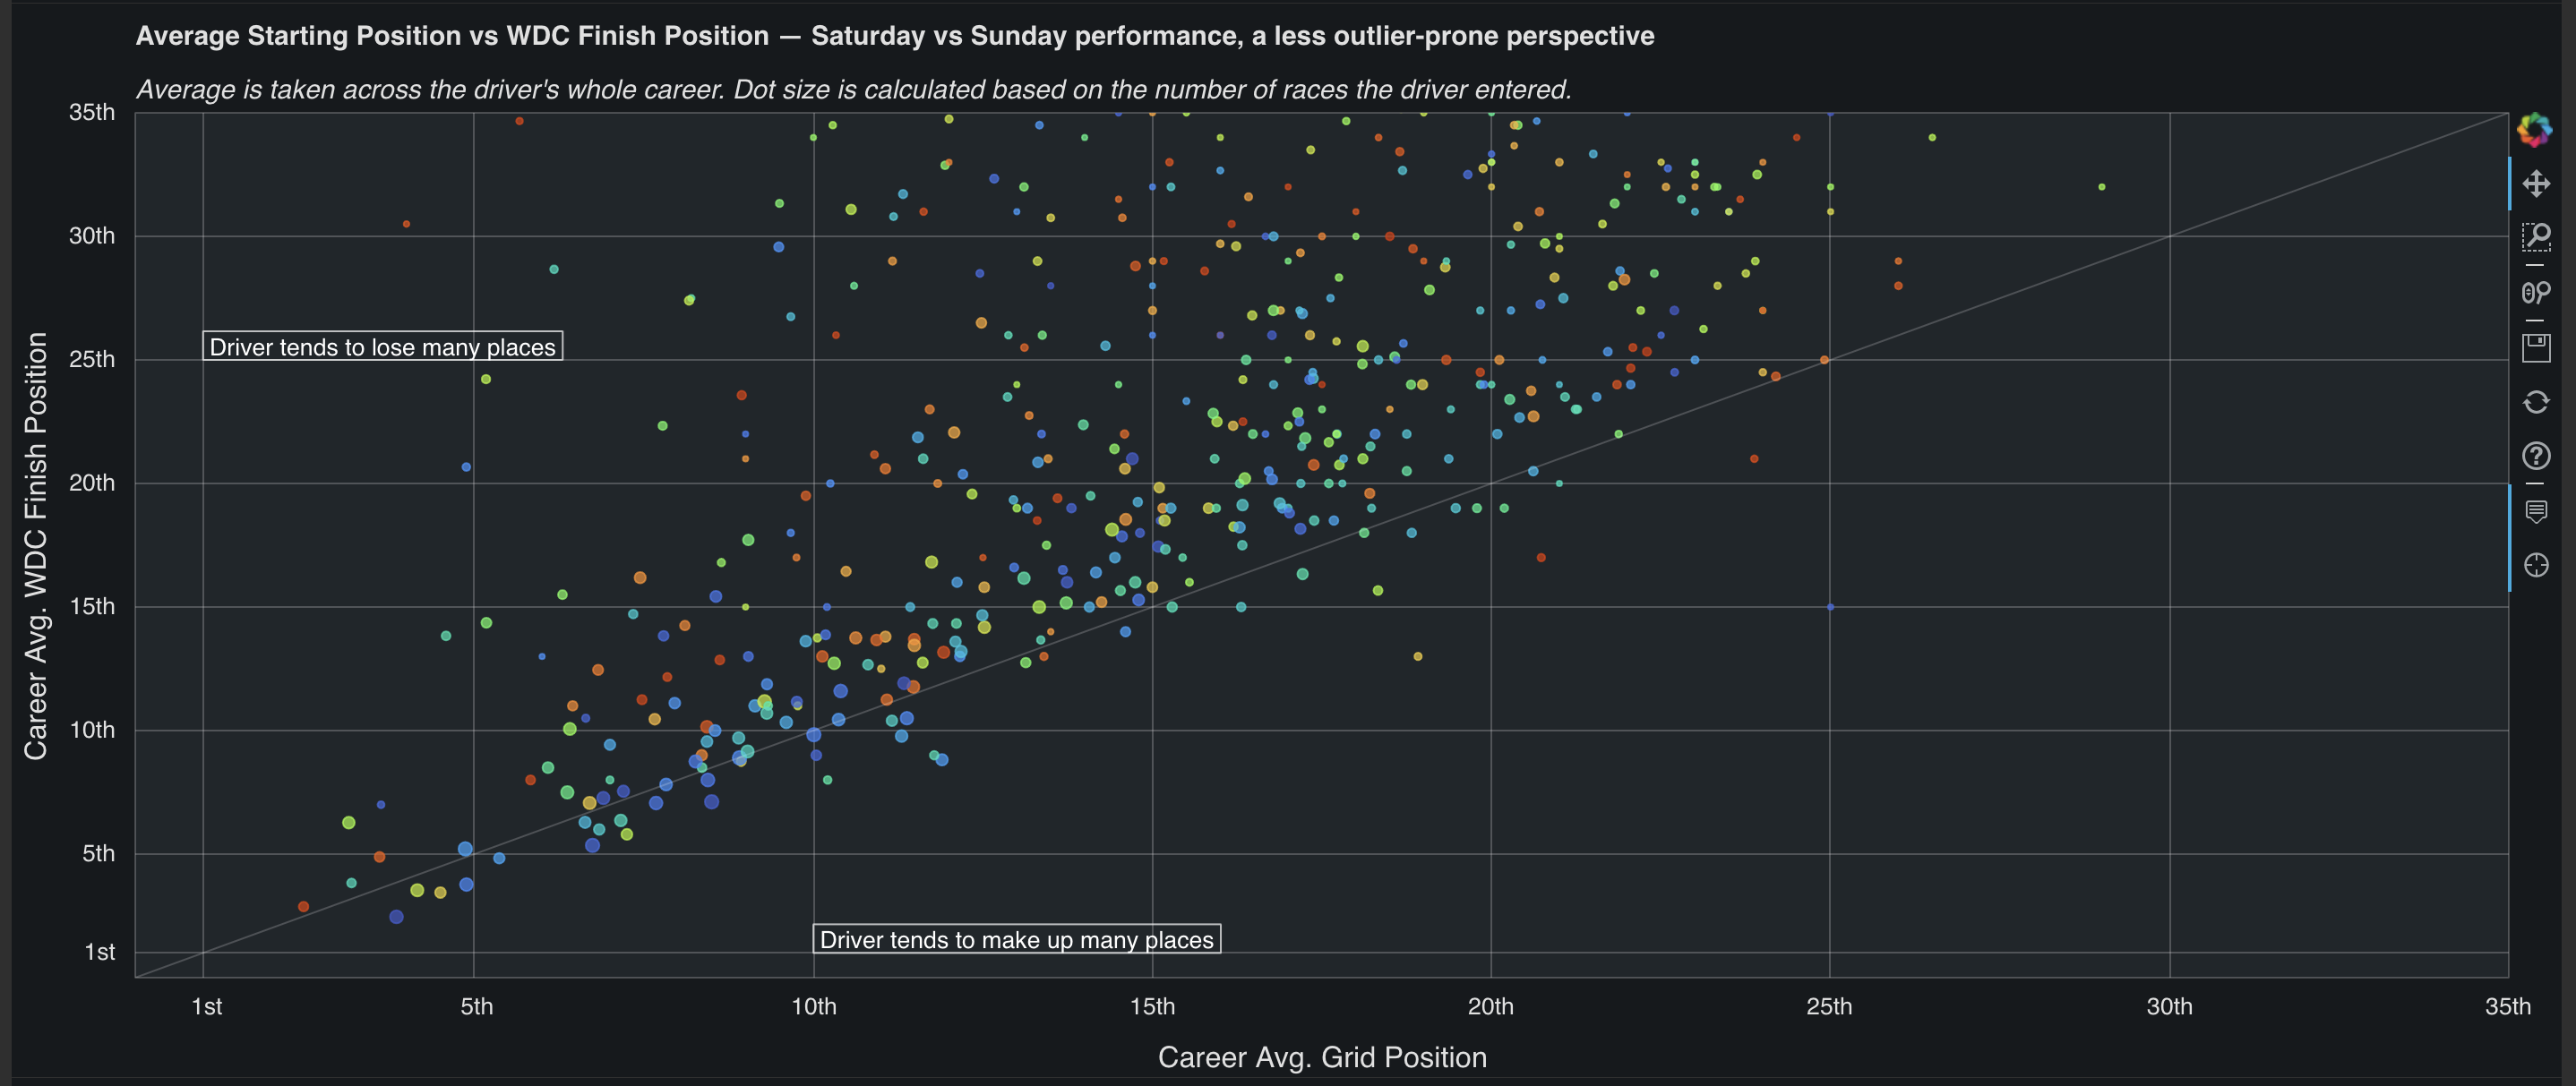 Average Starting Position vs WDC Finish Position — Saturday vs Sunday performance, a less outlier-prone perspective
Average is taken across the driver's whole career. Dot size is calculated based on the number of races the driver entered.
35th
30th
25th
20th
15th
10th
5th
1st
Career Avg. WDC Finish Position
Driver tends to lose many places
Driver tends to make up many places
1st
5th
10th
15th
20th
25th
30th
35th
Career Avg. Grid Position